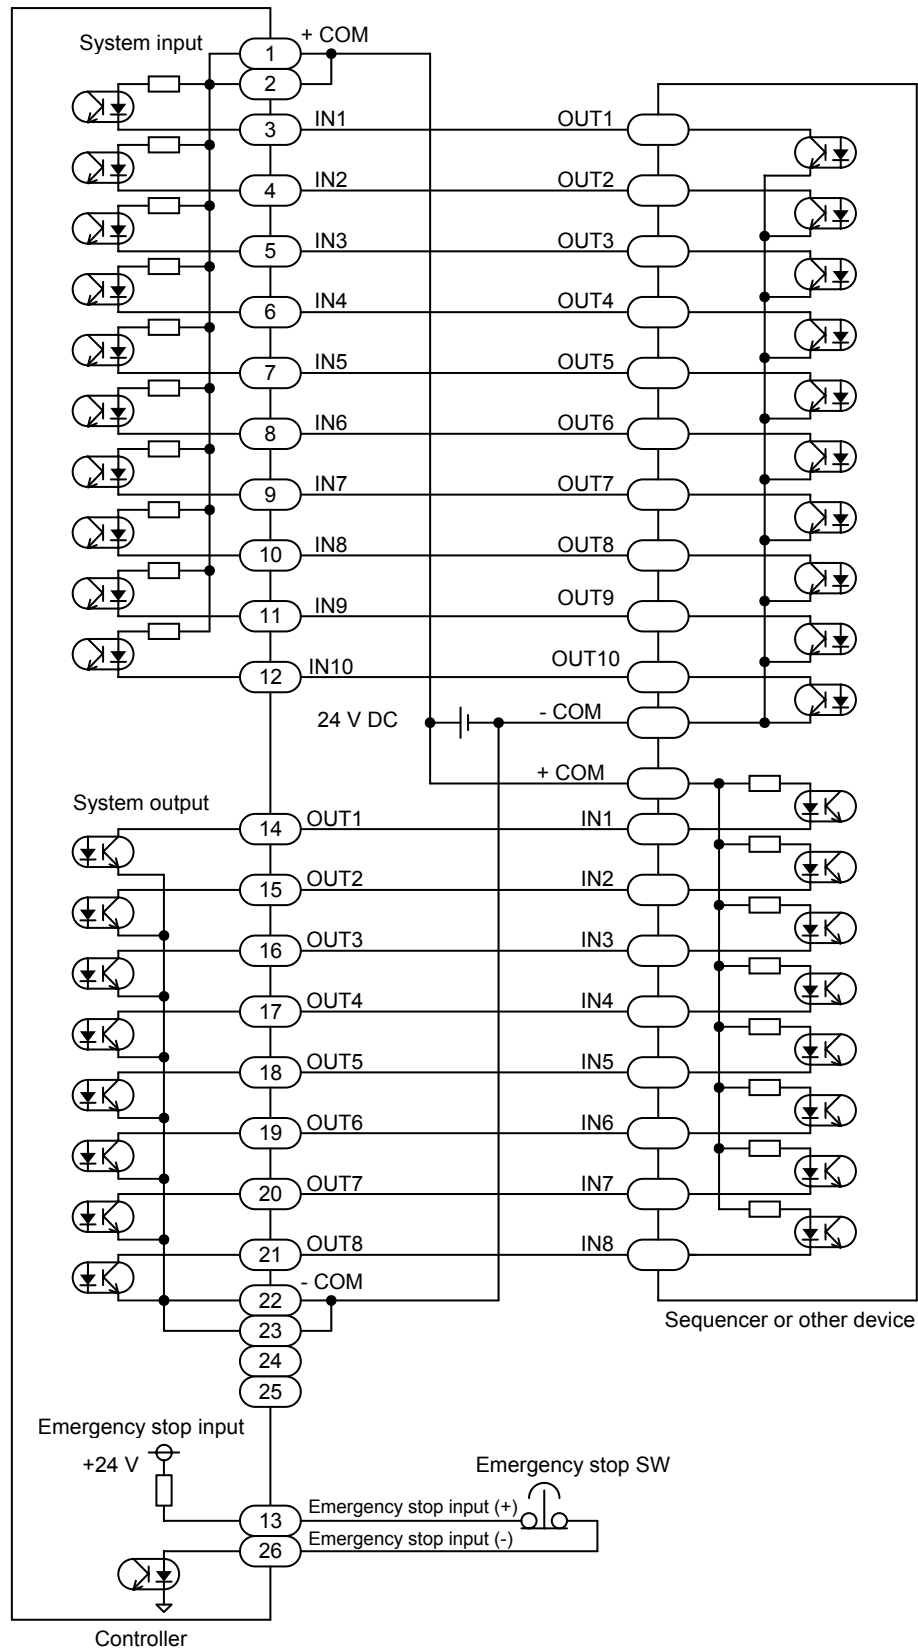 System input
+ COM
1
2
3 IN1 OUT1
4 IN2 OUT2
5 IN3 OUT3
6 IN4 OUT4
7 IN5 OUT5
8 IN6 OUT6
9 IN7 OUT7
10 IN8 OUT8
11 IN9 OUT9
12 IN10 OUT10
24 V DC - COM
+ COM
System output
14 OUT1 IN1
15 OUT2 IN2
16 OUT3 IN3
17 OUT4 IN4
18 OUT5 IN5
19 OUT6 IN6
20 OUT7 IN7
21 OUT8 IN8
- COM
22
23
24
25
Sequencer or other device
Emergency stop input
+24 V
Emergency stop SW
13 Emergency stop input (+)
26 Emergency stop input (-)
Controller